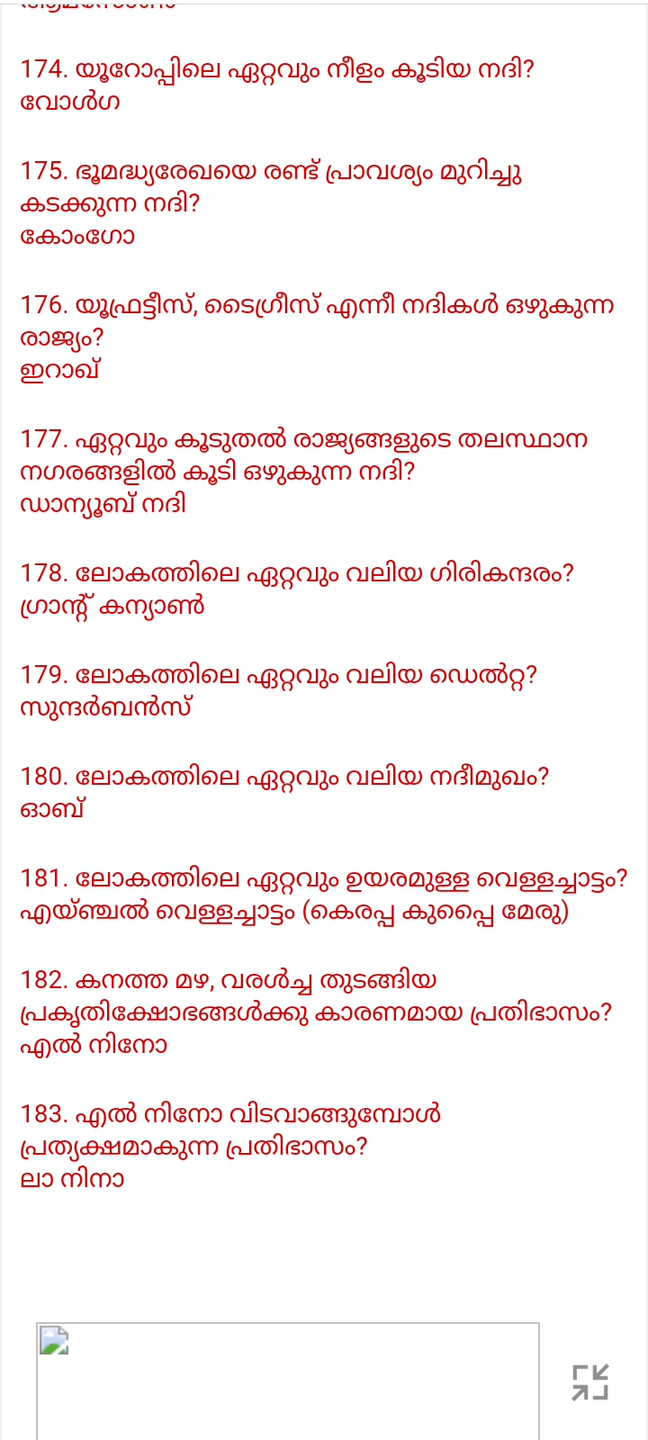 174. യൂറോപ്പിലെ ഏറ്റവും നീളം കൂടിയ നദി?
വോൾഗ
175. ഭൂമദ്ധ്യരേഖയെ രണ്ട് പ്രാവശ്യം മുറിച്ചു
കടക്കുന്ന നദി?
കോംഗോ
176. യൂഫ്രട്ടീസ്, ടൈഗ്രീസ് എന്നീ നദികൾ ഒഴുകുന്ന
രാജ്യം?
ഇറാഖ്
177. ഏറ്റവും കൂടുതൽ രാജ്യങ്ങളുടെ തലസ്ഥാന
നഗരങ്ങളിൽ കൂടി ഒഴുകുന്ന നദി?
ഡാന്യൂബ് നദി
178. ലോകത്തിലെ ഏറ്റവും വലിയ ഗിരികന്ദരം?
ഗ്രാന്റ് കന്യാൺ
179. ലോകത്തിലെ ഏറ്റവും വലിയ ഡെൽറ്റ?
സുന്ദർബൻസ്
180. ലോകത്തിലെ ഏറ്റവും വലിയ നദീമുഖം?
ഓബ്
181. ലോകത്തിലെ ഏറ്റവും ഉയരമുള്ള വെള്ളച്ചാട്ടം?
എയ്ഞ്ചൽ വെള്ളച്ചാട്ടം (കെരപ്പ കുപ്പൈ മേരു)
182. കനത്ത മഴ, വരൾച്ച തുടങ്ങിയ
പ്രകൃതിക്ഷോഭങ്ങൾക്കു കാരണമായ പ്രതിഭാസം?
എൽ നിനോ
183. എൽ നിനോ വിടവാങ്ങുമ്പോൾ
പ്രത്യക്ഷമാകുന്ന പ്രതിഭാസം?
ലാ നിനാ